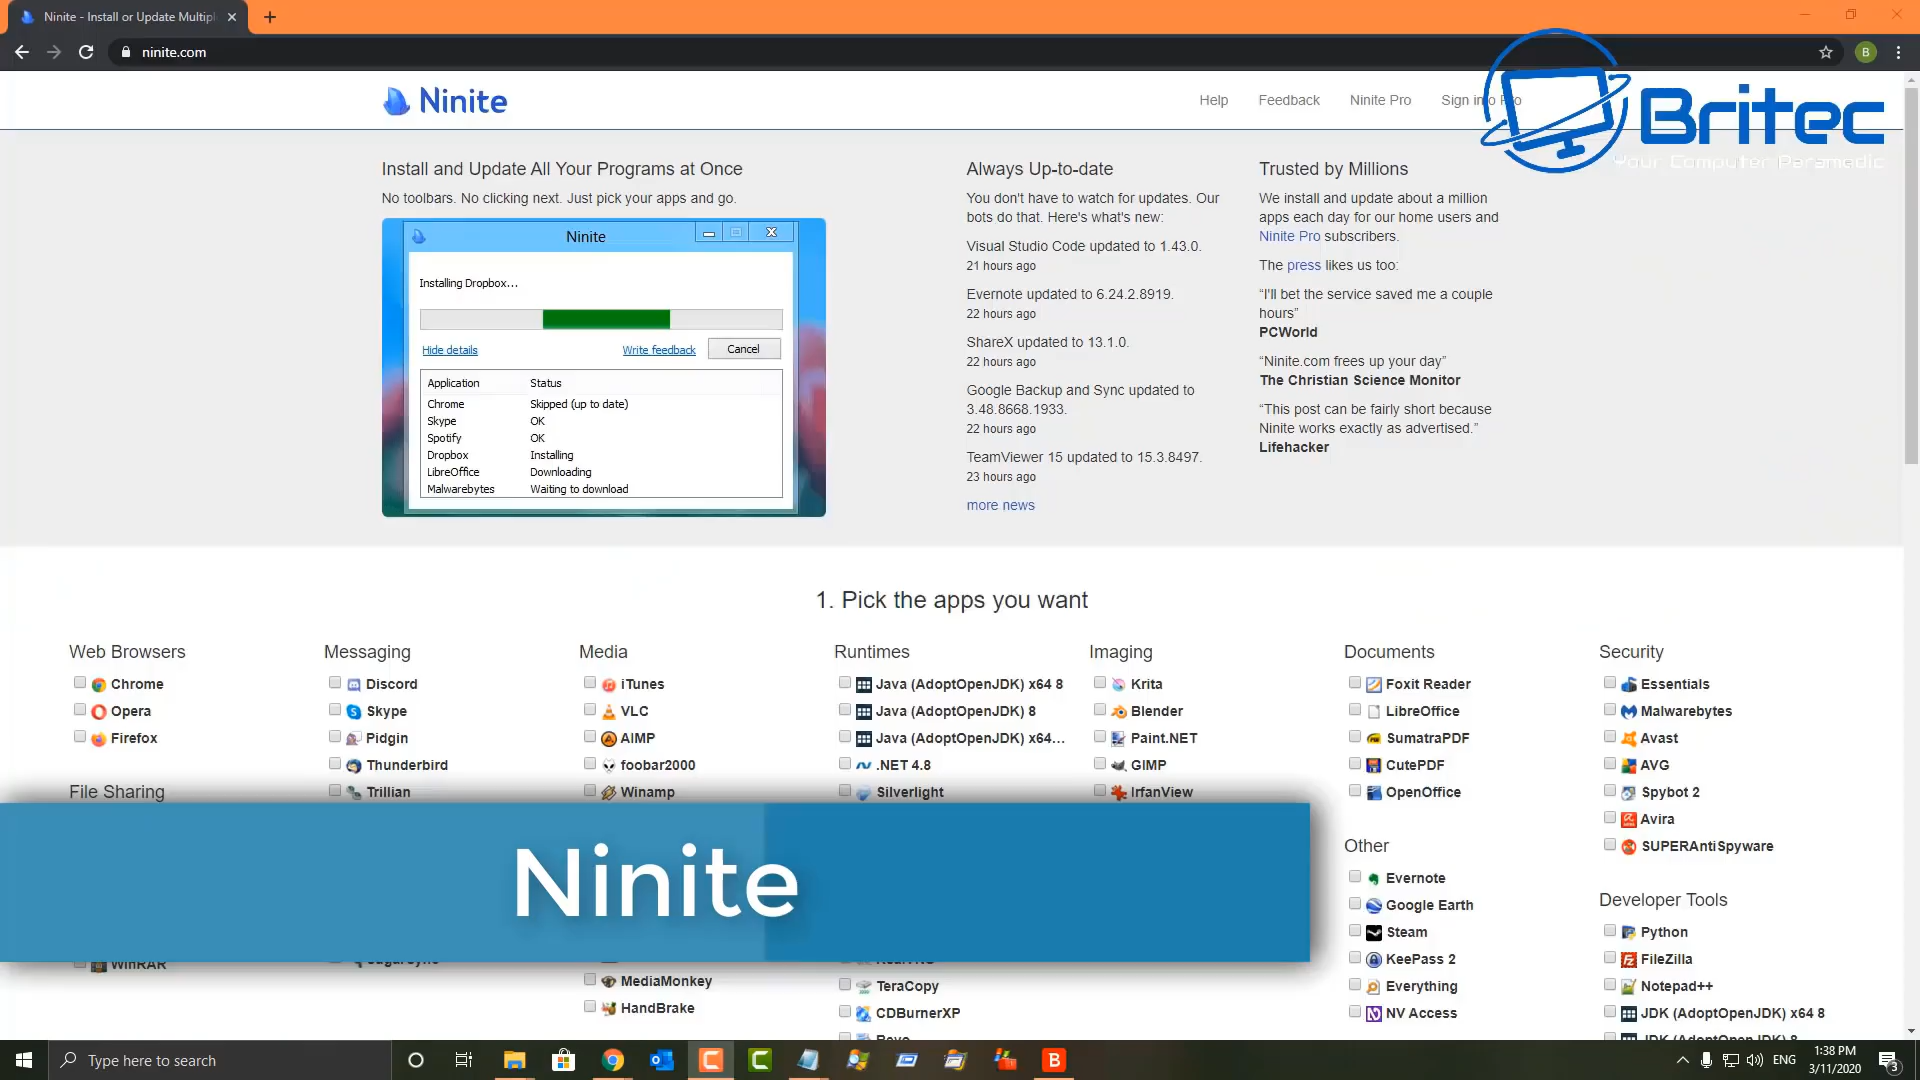 Ninite - Install or Update Multipl
ninite.com
B
Ninite
Help
Feedback
Ninite Pro
Sign into Pro
Britec
Your Computer Paramedic
Install and Update All Your Programs at Once
No toolbars. No clicking next. Just pick your apps and go.
Ninite
Installing Dropbox...
Hide details
Write feedback
Cancel
Application Status
Chrome Skipped (up to date)
Skype OK
Spotify OK
Dropbox Installing
LibreOffice Downloading
Malwarebytes Waiting to download
Always Up-to-date
You don't have to watch for updates. Our
bots do that. Here's what's new:
Visual Studio Code updated to 1.43.0.
21 hours ago
Evernote updated to 6.24.2.8919.
22 hours ago
ShareX updated to 13.1.0.
22 hours ago
Google Backup and Sync updated to
3.48.8668.1933.
22 hours ago
TeamViewer 15 updated to 15.3.8497.
23 hours ago
more news
Trusted by Millions
We install and update about a million
apps each day for our home users and
Ninite Pro subscribers.
The press likes us too:
“I'll bet the service saved me a couple
hours”
PCWorld
“Ninite.com frees up your day”
The Christian Science Monitor
“This post can be fairly short because
Ninite works exactly as advertised.”
Lifehacker
1. Pick the apps you want
Web Browsers
Chrome
Opera
Firefox
File Sharing
WinRAR
Messaging
Discord
Skype
Pidgin
Thunderbird
Trillian
SugarSync
Media
iTunes
VLC
AIMP
foobar2000
Winamp
MediaMonkey
HandBrake
Runtimes
Java (AdoptOpenJDK) x64 8
Java (AdoptOpenJDK) 8
Java (AdoptOpenJDK) x64...
.NET 4.8
Silverlight
TeraCopy
CDBurnerXP
Revo
Imaging
Krita
Blender
Paint.NET
GIMP
IrfanView
Documents
Foxit Reader
LibreOffice
SumatraPDF
CutePDF
OpenOffice
Other
Evernote
Google Earth
Steam
KeePass 2
Everything
NV Access
Security
Essentials
Malwarebytes
Avast
AVG
Spybot 2
Avira
SUPERAntiSpyware
Developer Tools
Python
FileZilla
Notepad++
JDK (AdoptOpenJDK) x64 8
JDK (AdoptOpenJDK) 8
Ninite
Type here to search
B
ENG
1:38 PM
3/11/2020
3